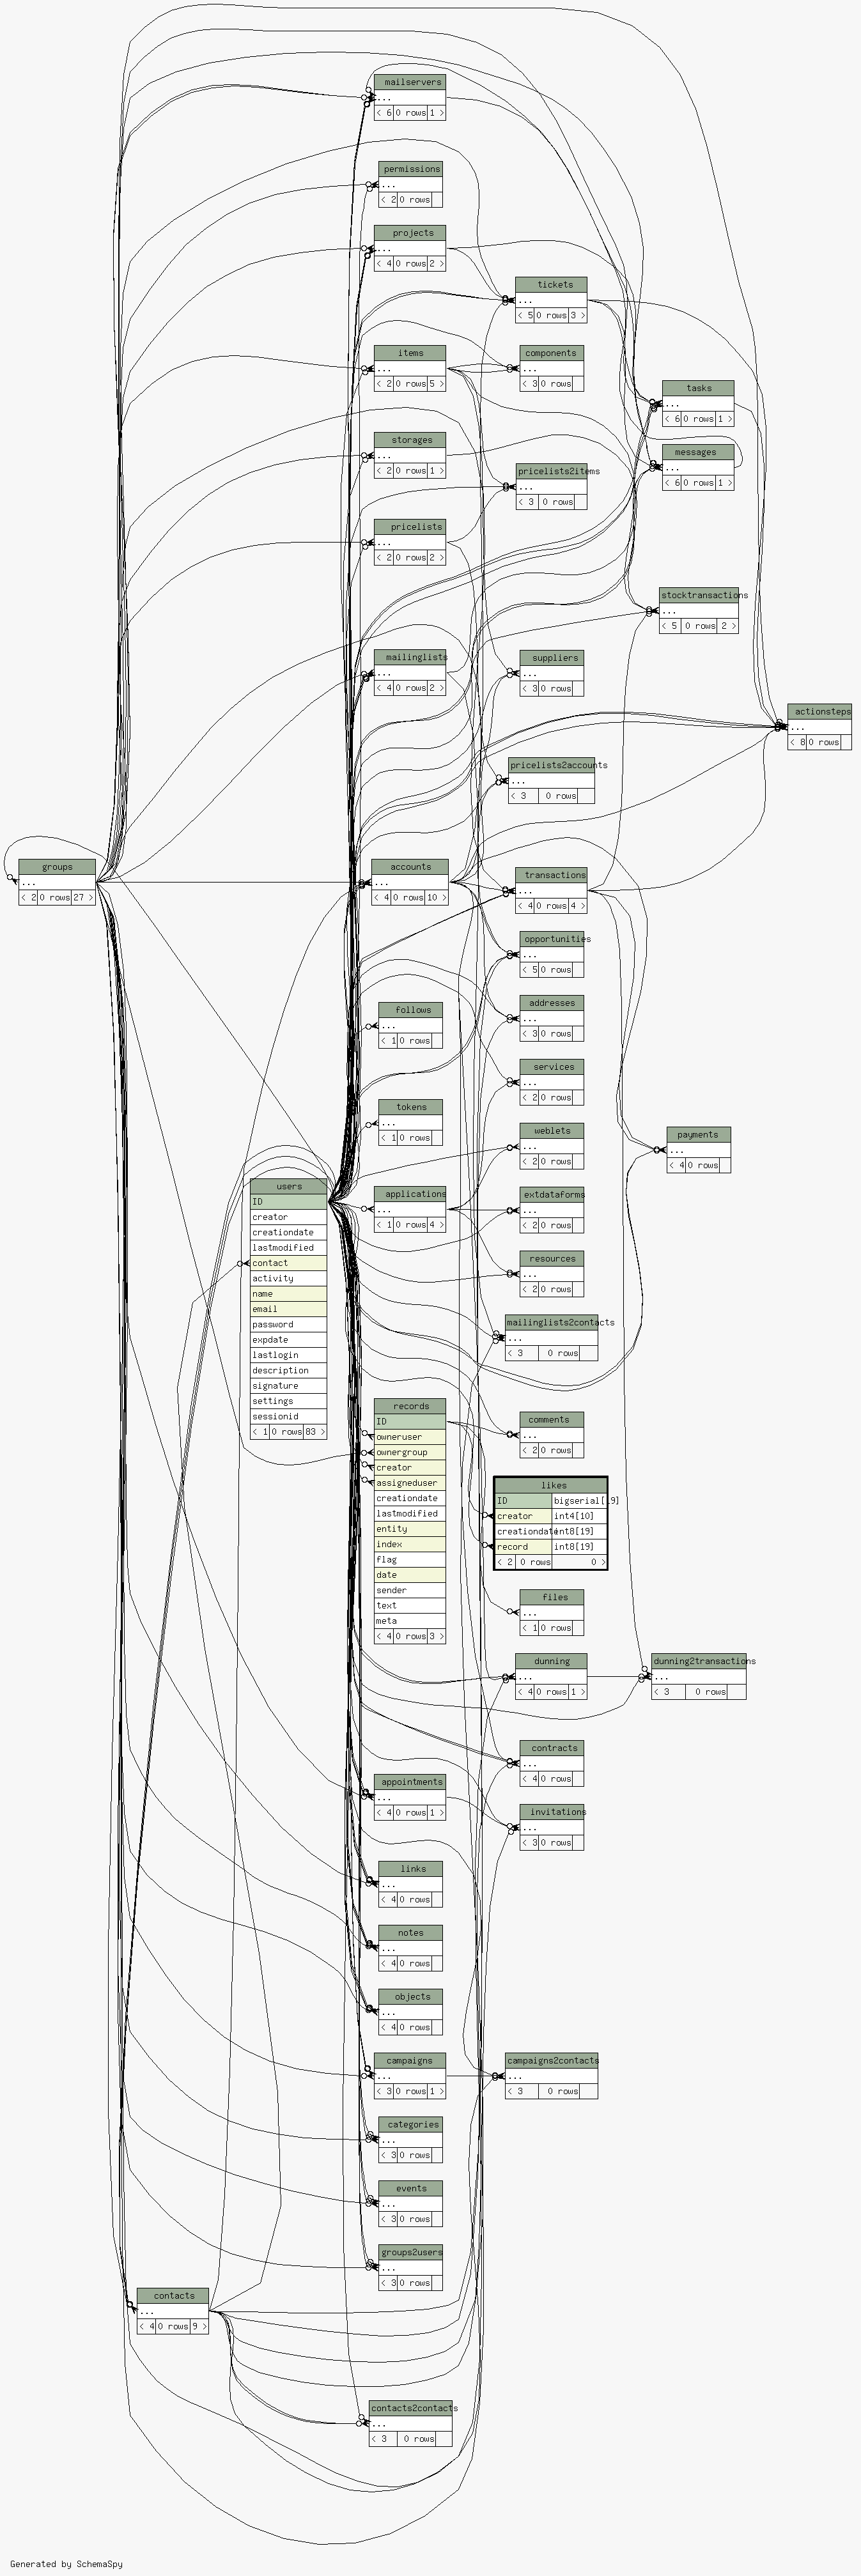 mailservers
...
< 6 0 rows 1 >
permissions
...
< 2 0 rows
projects
...
< 4 0 rows 2 >
tickets
...
< 5 0 rows 3 >
items
...
< 2 0 rows 5 >
components
...
< 3 0 rows
tasks
...
< 6 0 rows 1 >
storages
...
< 2 0 rows 1 >
messages
...
< 6 0 rows 1 >
pricelists2items
...
< 3 0 rows
pricelists
...
< 2 0 rows 2 >
stocktransactions
...
< 5 0 rows 2 >
mailinglists
...
< 4 0 rows 2 >
suppliers
...
< 3 0 rows
actionsteps
...
< 8 0 rows
pricelists2accounts
...
< 3 0 rows
groups
...
< 2 0 rows 27 >
accounts
...
< 4 0 rows 10 >
transactions
...
< 4 0 rows 4 >
opportunities
...
< 5 0 rows
follows
...
< 1 0 rows
addresses
...
< 3 0 rows
services
...
< 2 0 rows
tokens
...
< 1 0 rows
weblets
...
< 2 0 rows
payments
...
< 4 0 rows
users
ID
creator
creationdate
lastmodified
contact
activity
name
email
password
expdate
lastlogin
description
signature
settings
sessionid
< 1 0 rows 83 >
applications
...
< 1 0 rows 4 >
extdataforms
...
< 2 0 rows
resources
...
< 2 0 rows
mailinglists2contacts
...
< 3 0 rows
records
ID
owneruser
ownergroup
creator
assigneduser
creationdate
lastmodified
entity
index
flag
date
sender
text
meta
< 4 0 rows 3 >
comments
...
< 2 0 rows
likes
ID bigserial[19]
creator int4[10]
creationdate int8[19]
record int8[19]
< 2 0 rows 0 >
files
...
< 1 0 rows
dunning
...
< 4 0 rows 1 >
dunning2transactions
...
< 3 0 rows
contracts
...
< 4 0 rows
appointments
...
< 4 0 rows 1 >
invitations
...
< 3 0 rows
links
...
< 4 0 rows
notes
...
< 4 0 rows
objects
...
< 4 0 rows
campaigns
...
< 3 0 rows 1 >
campaigns2contacts
...
< 3 0 rows
categories
...
< 3 0 rows
events
...
< 3 0 rows
groups2users
...
< 3 0 rows
contacts
...
< 4 0 rows 9 >
contacts2contacts
...
< 3 0 rows
Generated by SchemaSpy